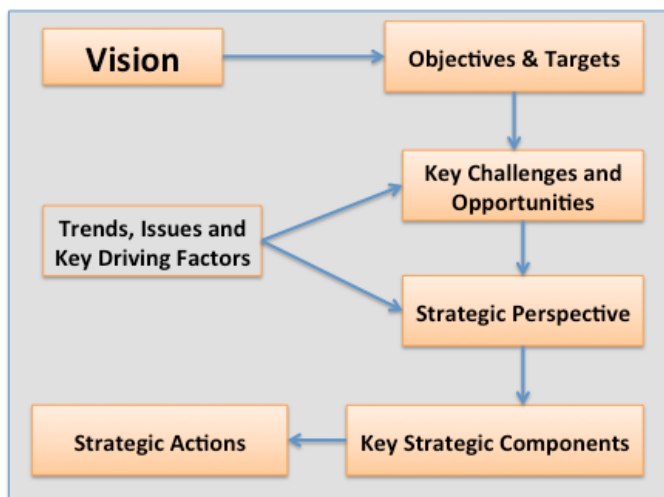 Vision
Objectives & Targets
Key Challenges and
Opportunities
Trends, Issues and
Key Driving Factors
Strategic Perspective
Strategic Actions
Key Strategic Components